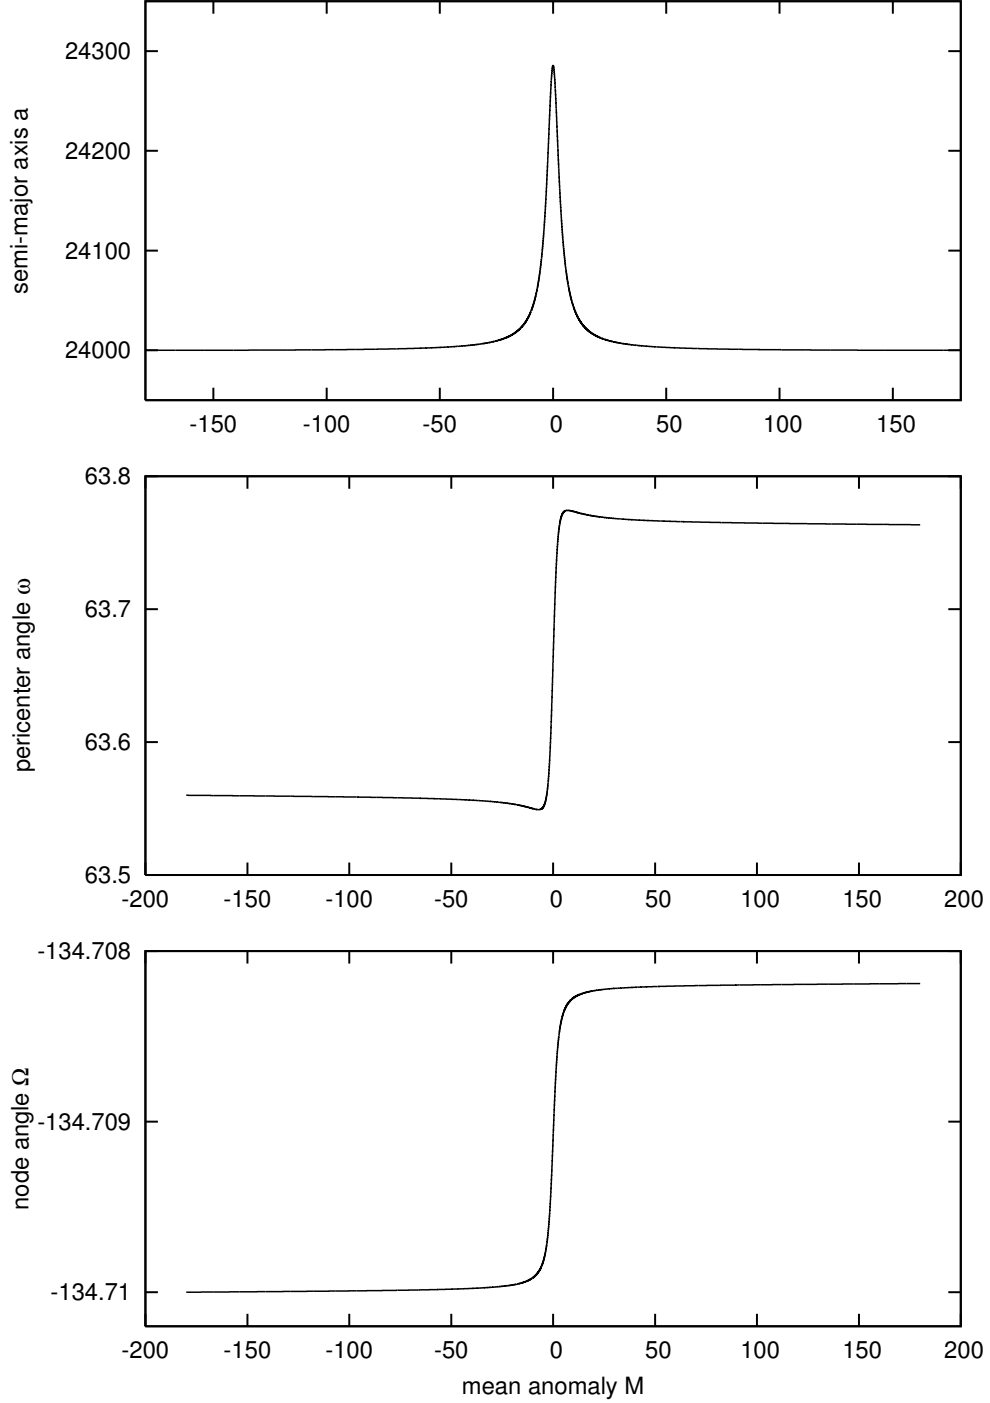 24300
24200
24100
24000
semi-major axis a
-150 -100 -50 0 50 100 150
63.8
63.7
63.6
63.5
pericenter angle ω
-200 -150 -100 -50 0 50 100 150 200
-134.708
-134.709
-134.71
node angle Ω
-200 -150 -100 -50 0 50 100 150 200
mean anomaly M